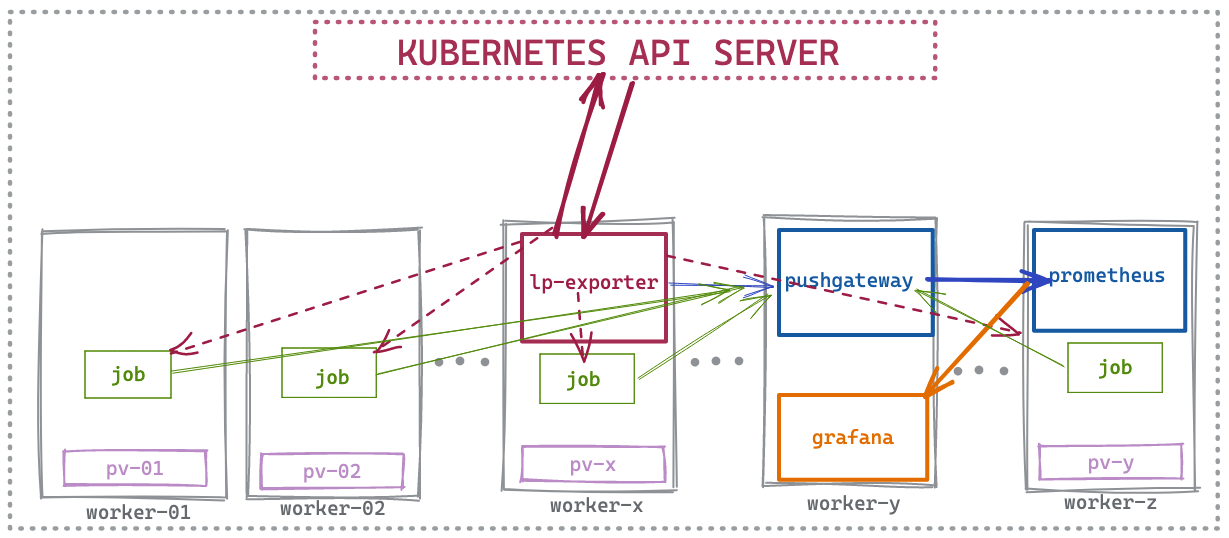 KUBERNETES API SERVER
lp-exporter
pushgateway
prometheus
job
job
job
job
grafana
pv-01
pv-02
pv-x
pv-y
worker-01
worker-02
worker-x
worker-y
worker-z